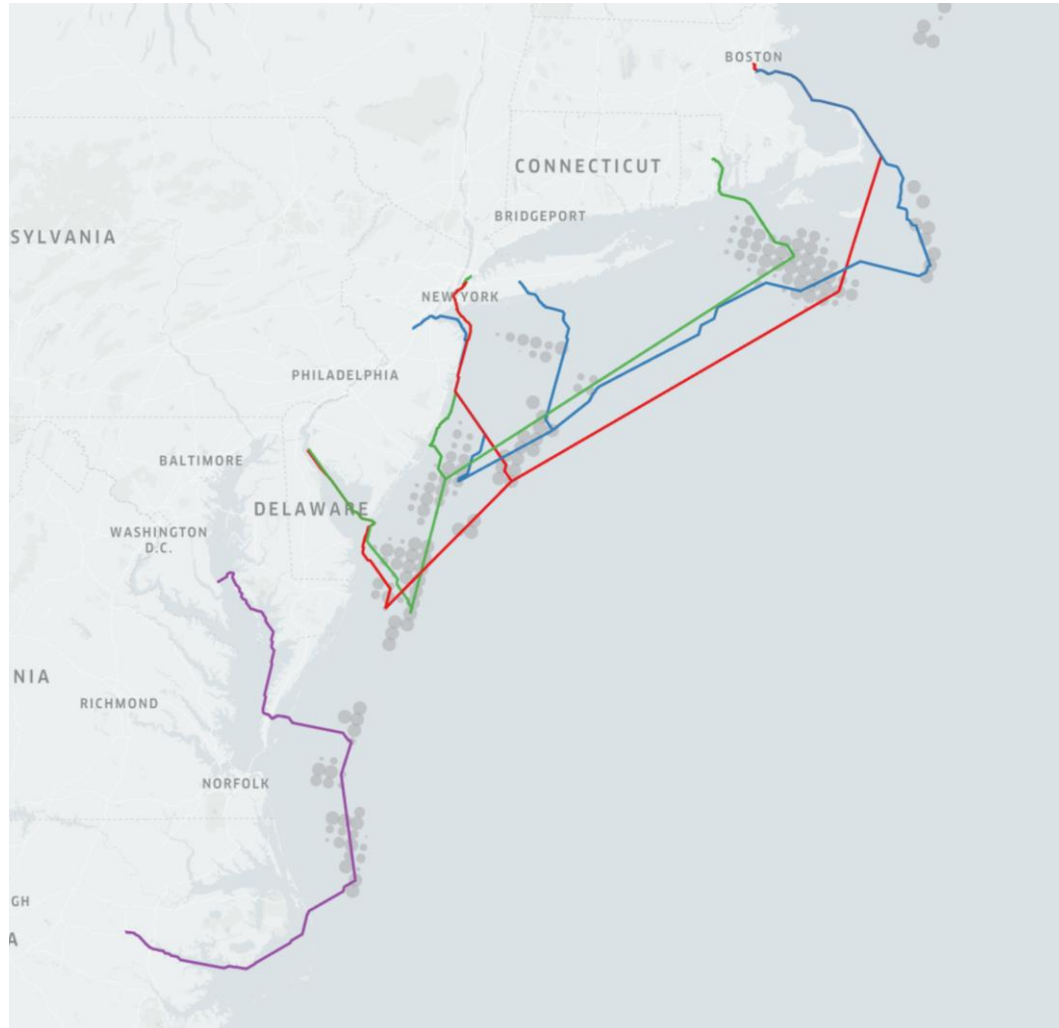 BOSTON
CONNECTICUT
BRIDGEPORT
SYLVANIA
NEW YORK
PHILADELPHIA
BALTIMORE
DELAWARE
WASHINGTON
D.C.
NIA
RICHMOND
NORFOLK
GH
A